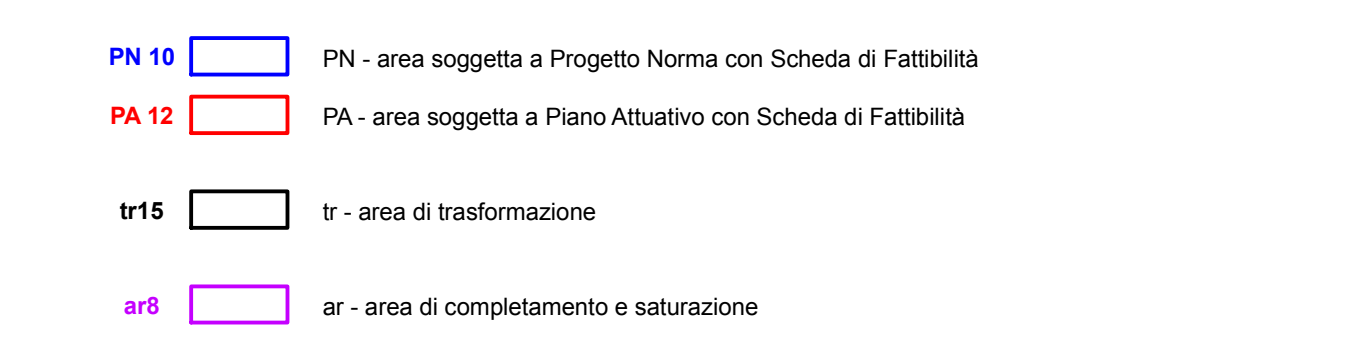 PN 10 PN - area soggetta a Progetto Norma con Scheda di Fattibilità
PA 12 PA - area soggetta a Piano Attuativo con Scheda di Fattibilità
tr15 tr - area di trasformazione
ar8 ar - area di completamento e saturazione